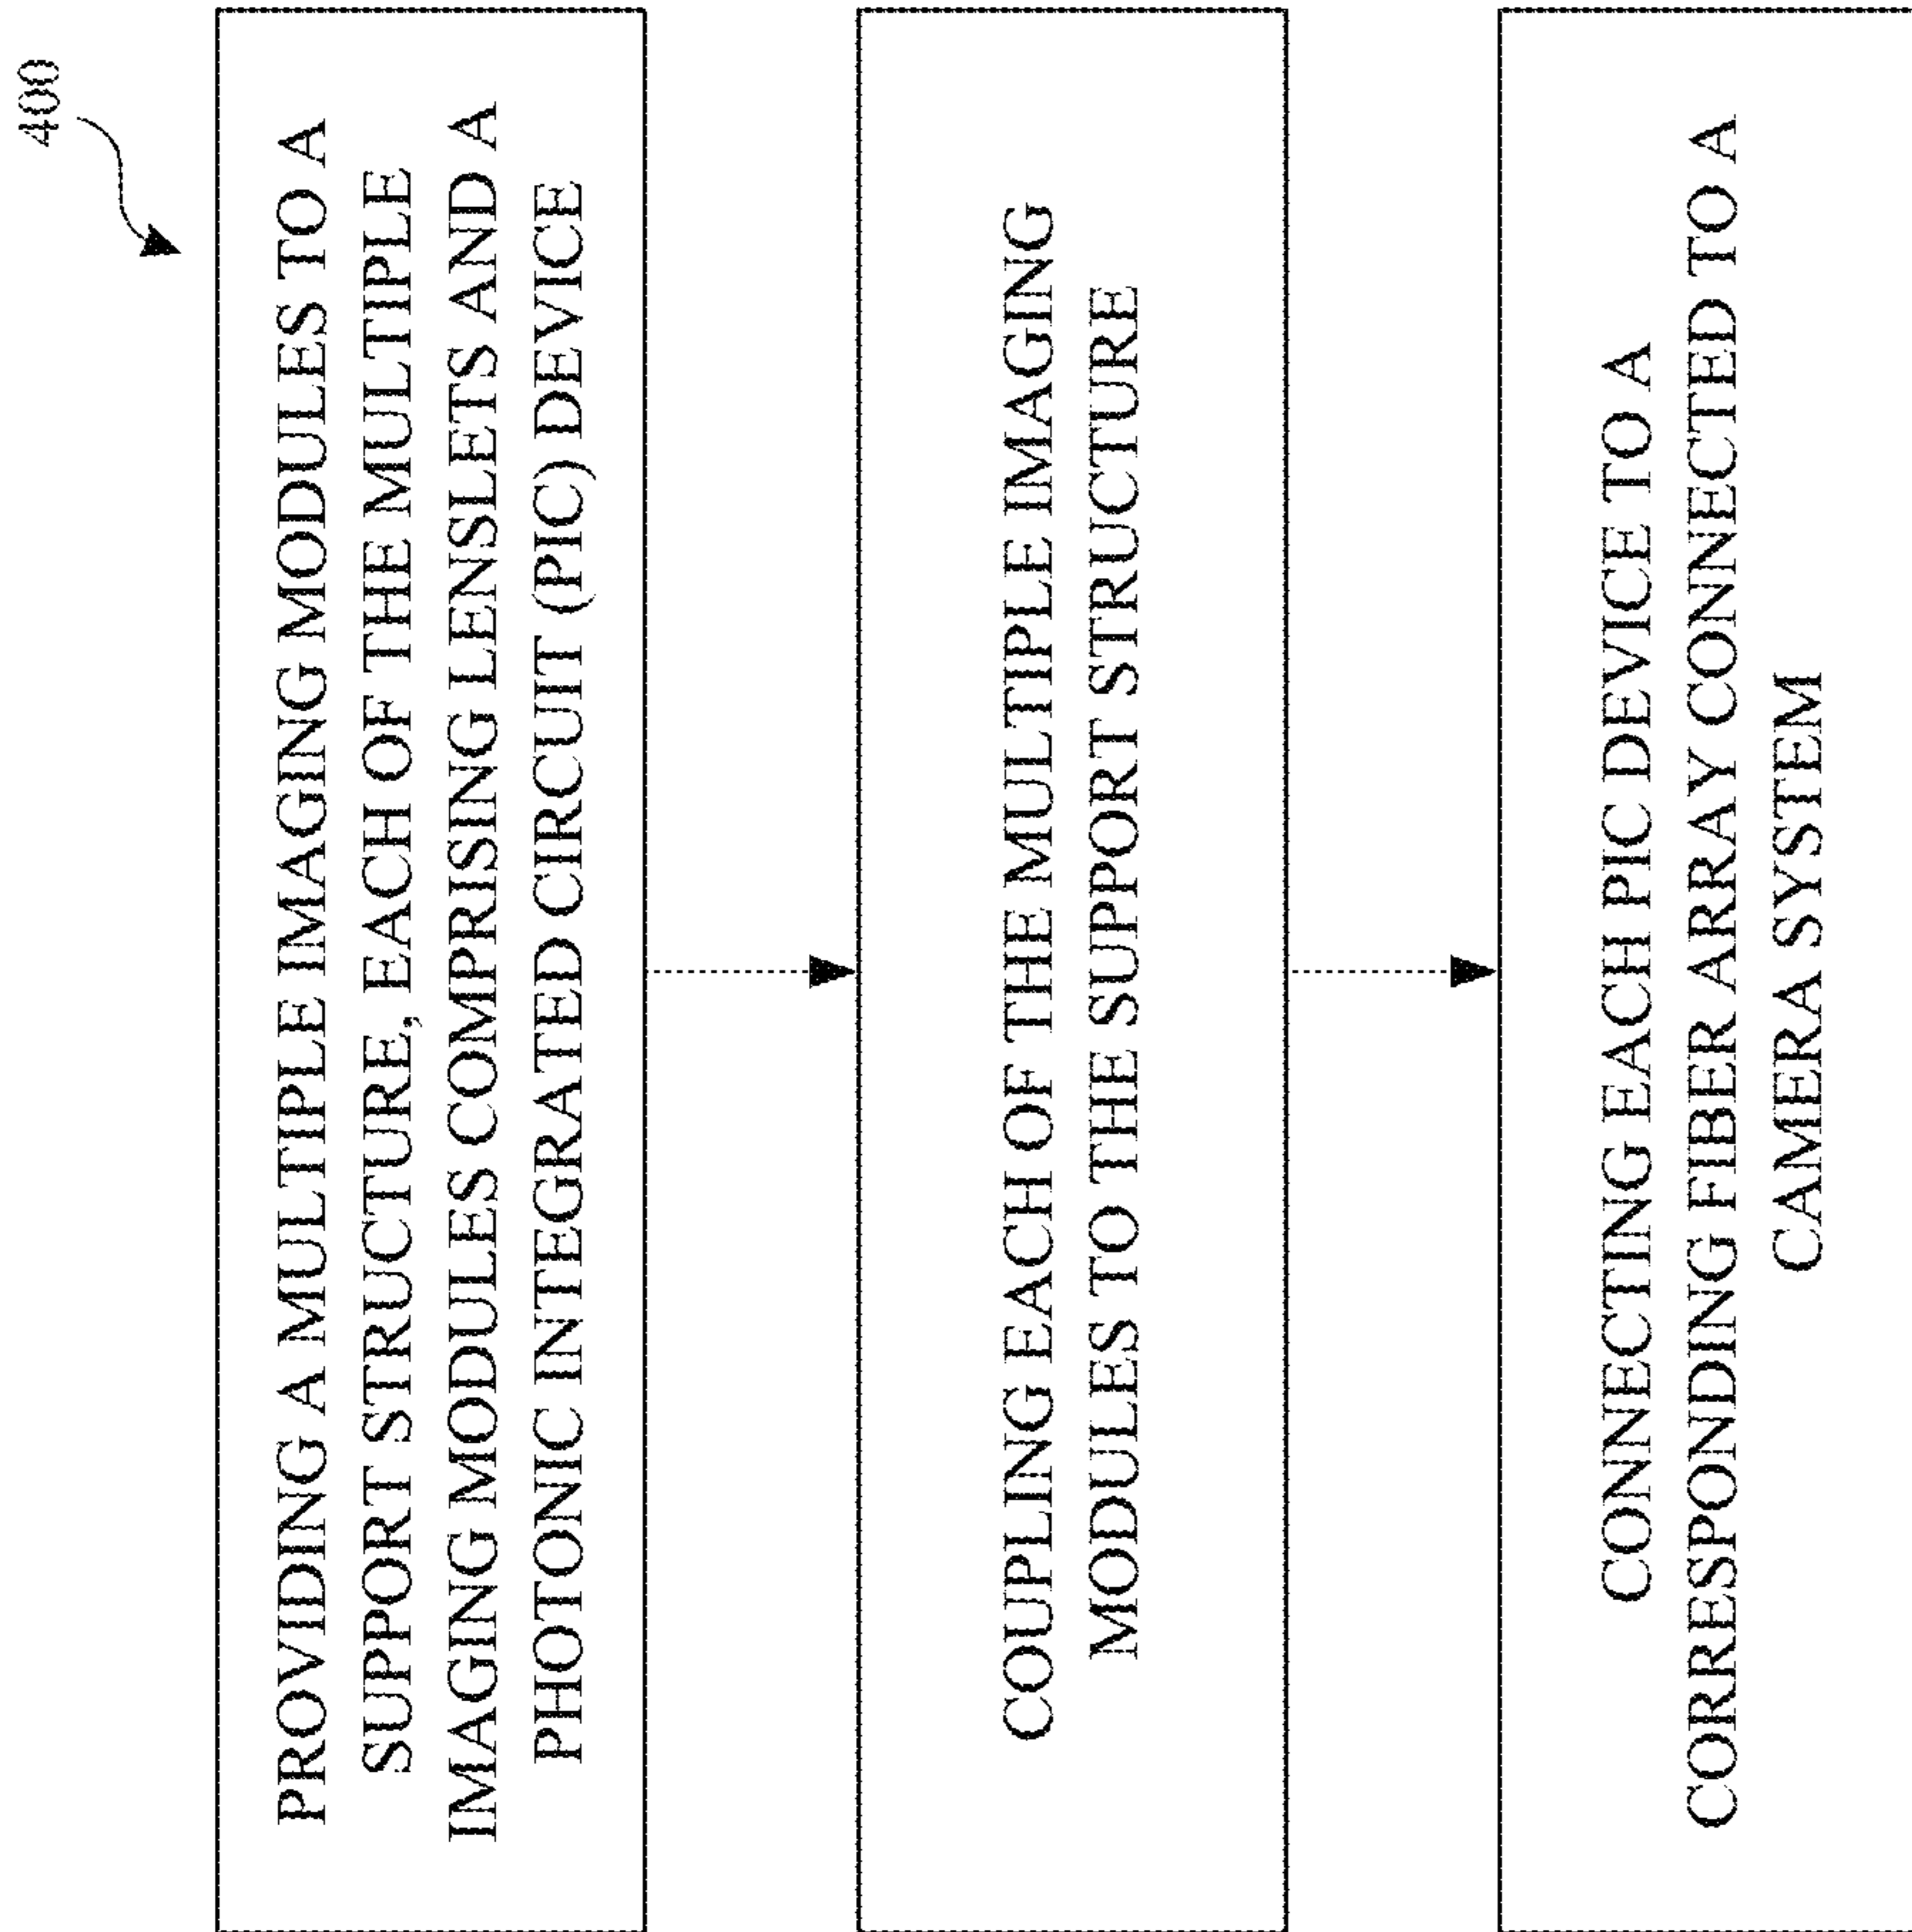 400
PROVIDING A MULTIPLE IMAGING MODULES TO A
SUPPORT STRUCTURE, EACH OF THE MULTIPLE
IMAGING MODULES COMPRISING LENSLETS AND A
PHOTONIC INTEGRATED CIRCUIT (PIC) DEVICE
COUPLING EACH OF THE MULTIPLE IMAGING
MODULES TO THE SUPPORT STRUCTURE
CONNECTING EACH PIC DEVICE TO A
CORRESPONDING FIBER ARRAY CONNECTED TO A
CAMERA SYSTEM